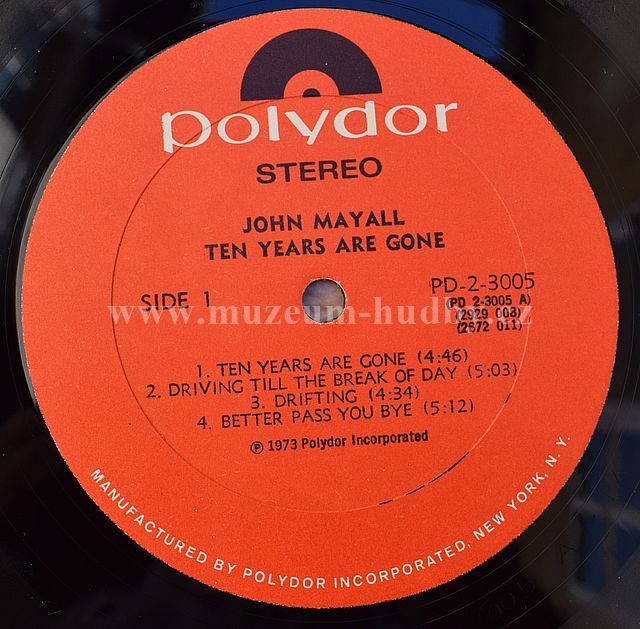 polydor
STEREO
JOHN MAYALL
TEN YEARS ARE GONE
SIDE 1
PD-2-3005
(PD 2-3005 A)
(2929 008)
(2672 011)
www.muzeum-hudby.cz
1. TEN YEARS ARE GONE (4:46)
2. DRIVING TILL THE BREAK OF DAY (5:03)
3. DRIFTING (4:34)
4. BETTER PASS YOU BYE (5:12)
℗ 1973 Polydor Incorporated
MANUFACTURED BY POLYDOR INCORPORATED, NEW YORK, N. Y.